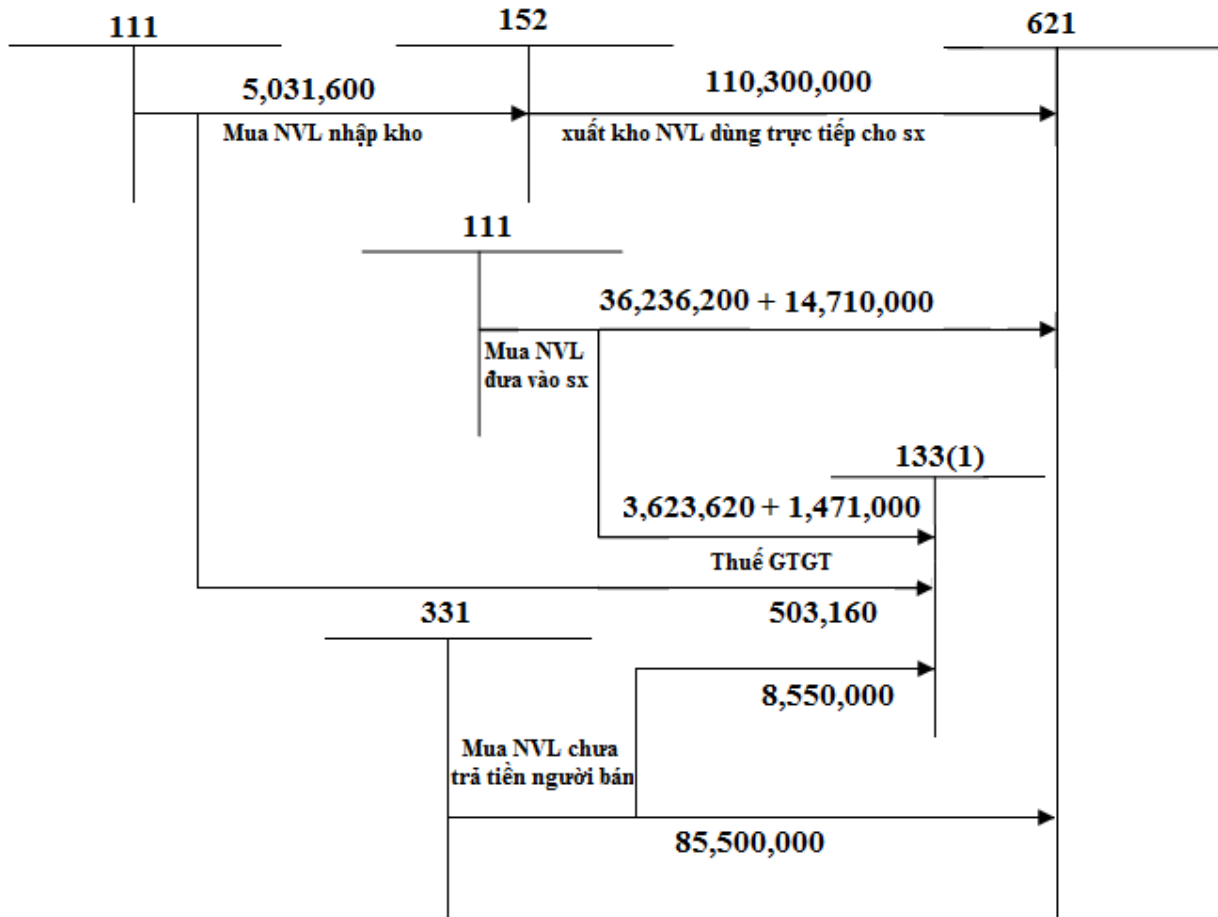 111
152
621
5,031,600
110,300,000
Mua NVL nhập kho
xuất kho NVL dùng trực tiếp cho sx
111
36,236,200 + 14,710,000
Mua NVL
đưa vào sx
133(1)
3,623,620 + 1,471,000
Thuế GTGT
503,160
331
8,550,000
Mua NVL chưa
trả tiền người bán
85,500,000